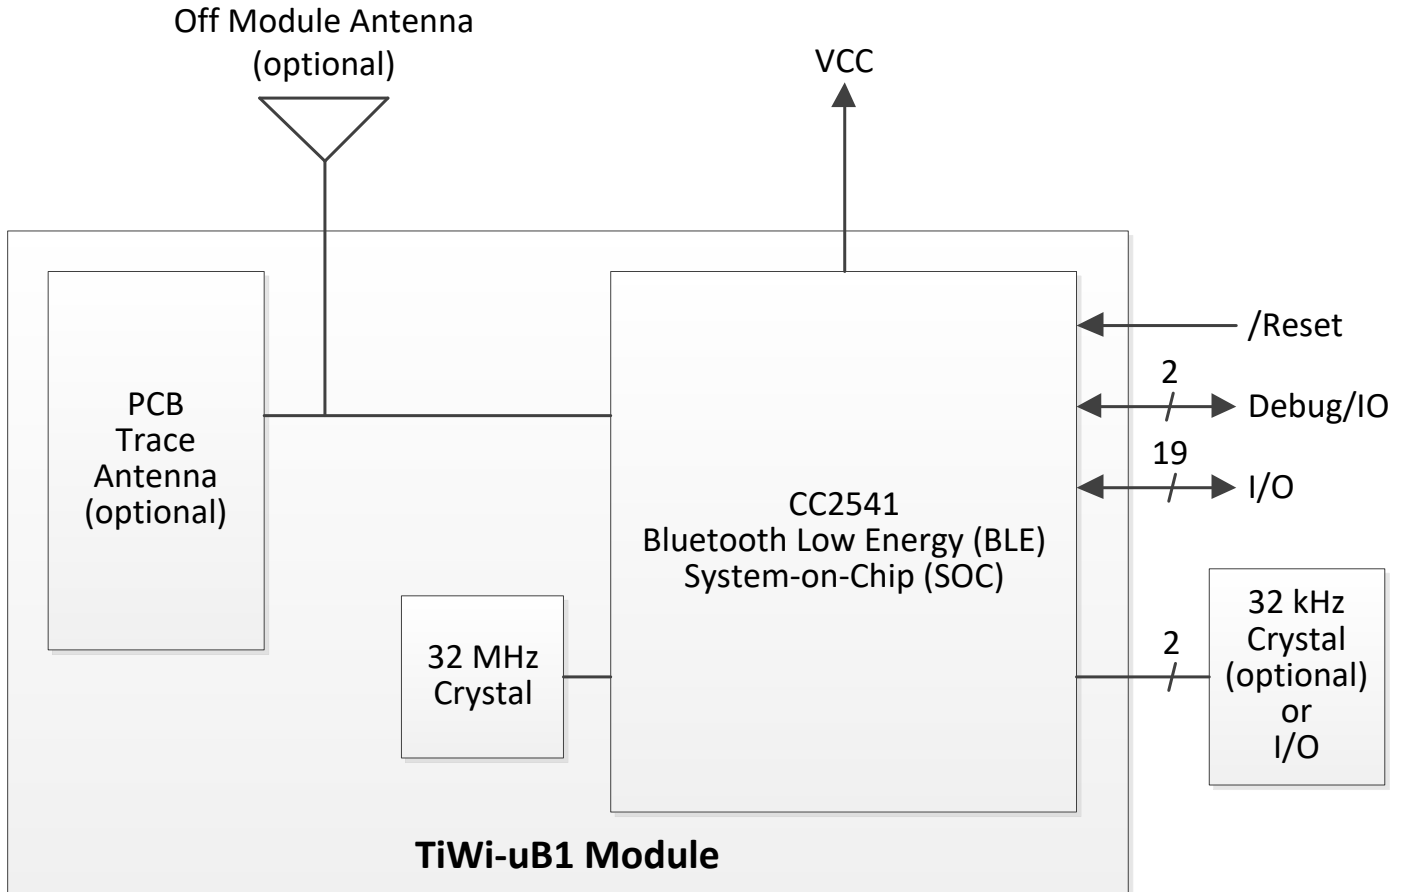 Off Module Antenna
(optional)
VCC
/Reset
2
Debug/IO
19
I/O
PCB
Trace
Antenna
(optional)
CC2541
Bluetooth Low Energy (BLE)
System-on-Chip (SOC)
32 MHz
Crystal
2
32 kHz
Crystal
(optional)
or
I/O
TiWi-uB1 Module